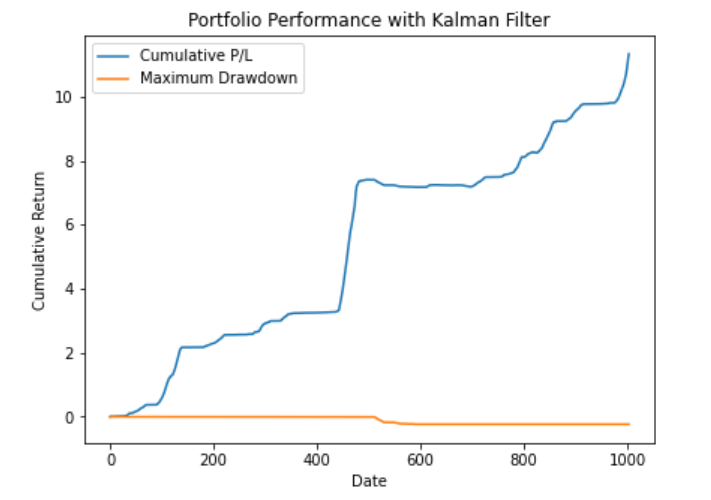 Portfolio Performance with Kalman Filter
Cumulative P/L
Maximum Drawdown
10
8
6
4
2
0
Cumulative Return
0 200 400 600 800 1000
Date